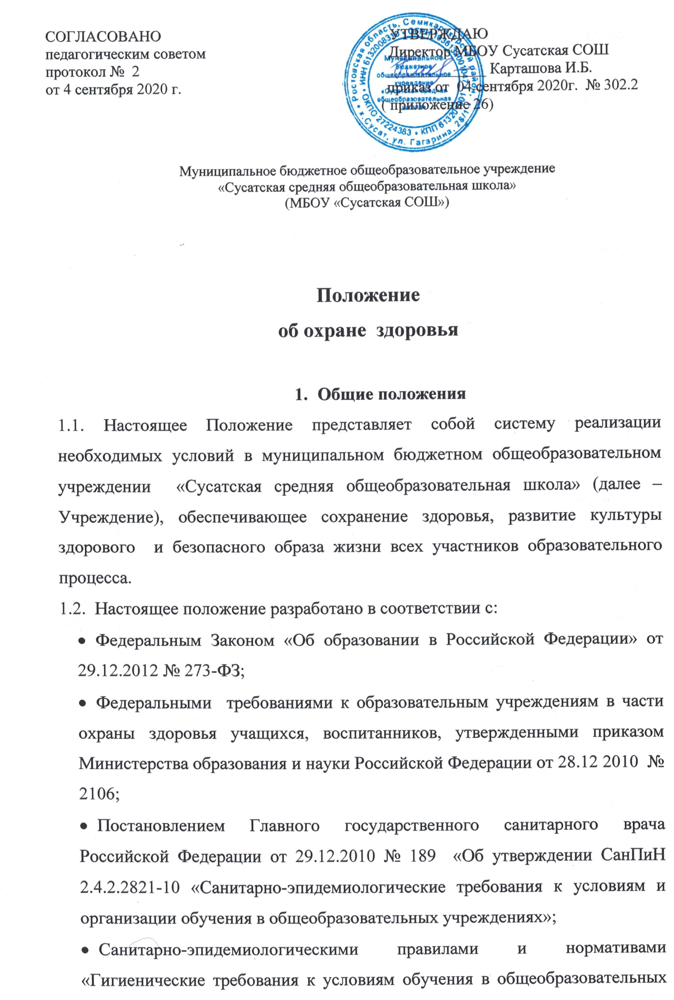 СОГЛАСОВАНО
педагогическим советом
протокол №  2
от 4 сентября 2020 г.
УТВЕРЖДАЮ
Директор МБОУ Сусатская СОШ
Карташова И.Б.
приказ от  04 сентября 2020г.  № 302.2
( приложение 26)
Ростовская область, Семикаракорский район
х.Сусат, ул. Гагарина, 28/1
ИНН 6132008310 • ОГРН
ОКПО 27224383 • КПП
Муниципальное
бюджетное
общеобразовательное
учреждение
«Сусатская средняя
общеобразовательная
школа»
Муниципальное бюджетное общеобразовательное учреждение
«Сусатская средняя общеобразовательная школа»
(МБОУ «Сусатская СОШ»)
Положение
об охране  здоровья
1.  Общие положения
1.1. Настоящее Положение представляет собой систему реализации
необходимых условий в муниципальном бюджетном общеобразовательном
учреждении  «Сусатская средняя общеобразовательная школа» (далее –
Учреждение), обеспечивающее сохранение здоровья, развитие культуры
здорового  и безопасного образа жизни всех участников образовательного
процесса.
1.2.  Настоящее положение разработано в соответствии с:
• Федеральным Законом «Об образовании в Российской Федерации» от
29.12.2012 № 273-ФЗ;
• Федеральными  требованиями к образовательным учреждениям в части
охраны здоровья учащихся, воспитанников, утвержденными приказом
Министерства образования и науки Российской Федерации от 28.12 2010  №
2106;
• Постановлением Главного государственного санитарного врача
Российской Федерации от 29.12.2010 № 189  «Об утверждении СанПиН
2.4.2.2821-10 «Санитарно-эпидемиологические требования к условиям и
организации обучения в общеобразовательных учреждениях»;
• Санитарно-эпидемиологическими правилами и нормативами
«Гигиенические требования к условиям обучения в общеобразовательных